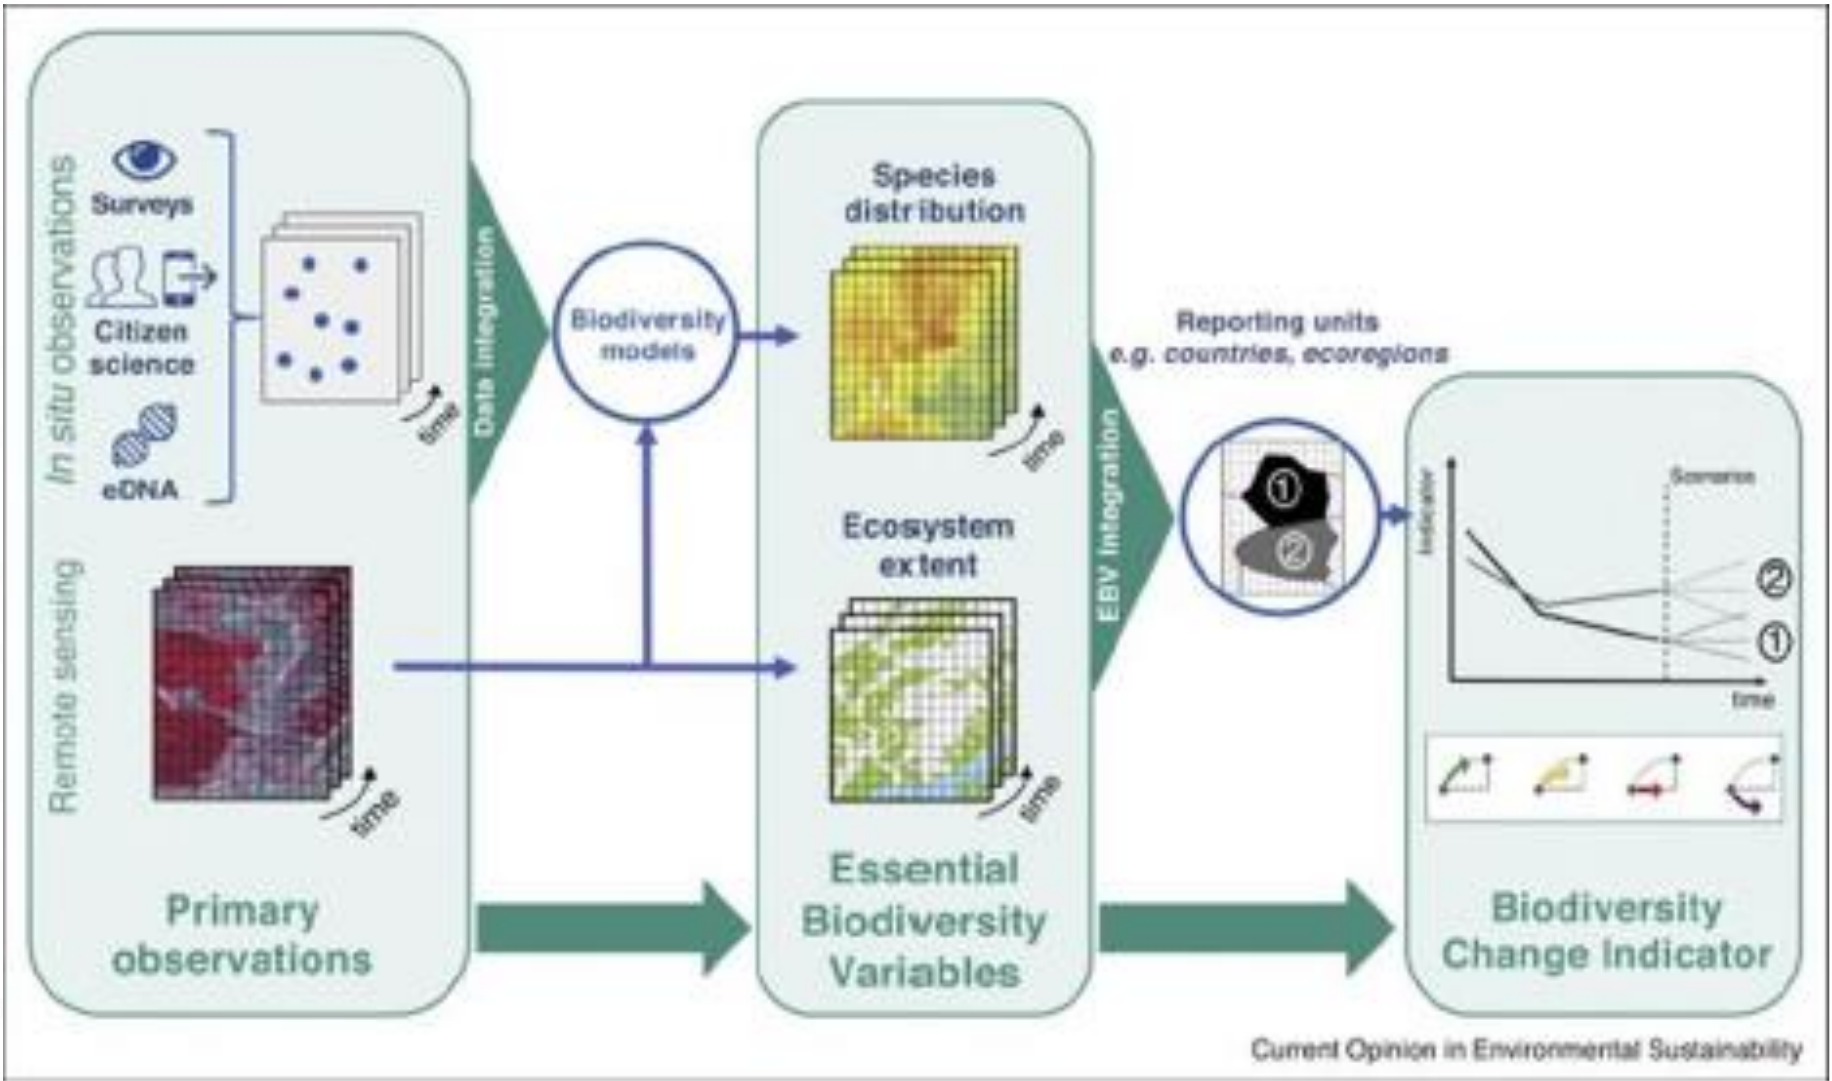 In situ observations
Surveys
Citizen
science
eDNA
time
Remote sensing
time
Primary
observations
Data integration
Biodiversity
models
Species
distribution
time
Ecosystem
extent
time
Essential
Biodiversity
Variables
EBV Integration
Reporting units
e.g. countries, ecoregions
1
2
Indicator
Scenarios
2
1
time
Biodiversity
Change Indicator
Current Opinion in Environmental Sustainability